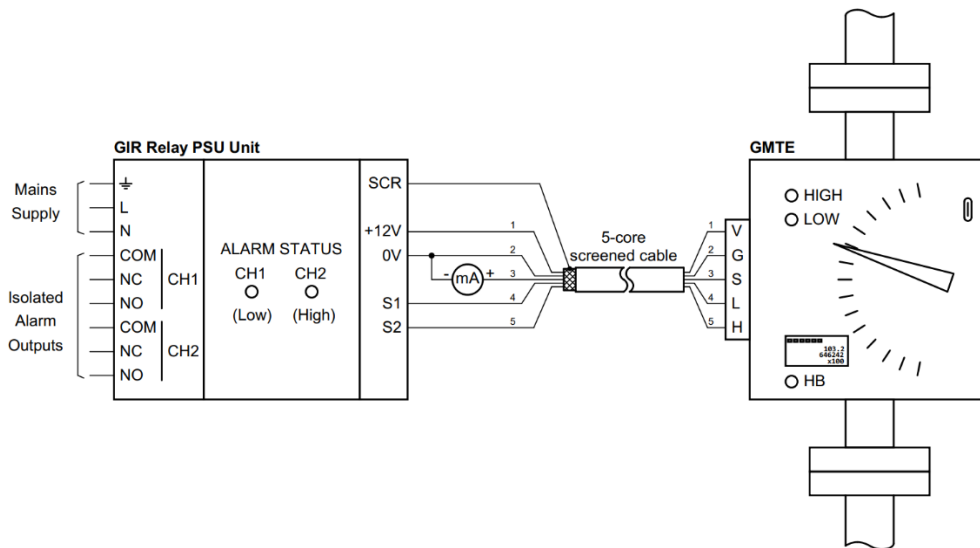 GIR Relay PSU Unit
GMTE
Mains
Supply
⏚
L
N
Isolated
Alarm
Outputs
COM
NC
NO
CH1
COM
NC
NO
CH2
ALARM STATUS
CH1
CH2
(Low)
(High)
SCR
+12V
0V
S1
S2
1
2
3
4
5
- mA +
5-core
screened cable
1
2
3
4
5
V
G
S
L
H
HIGH
LOW
103.2
646242
x100
HB